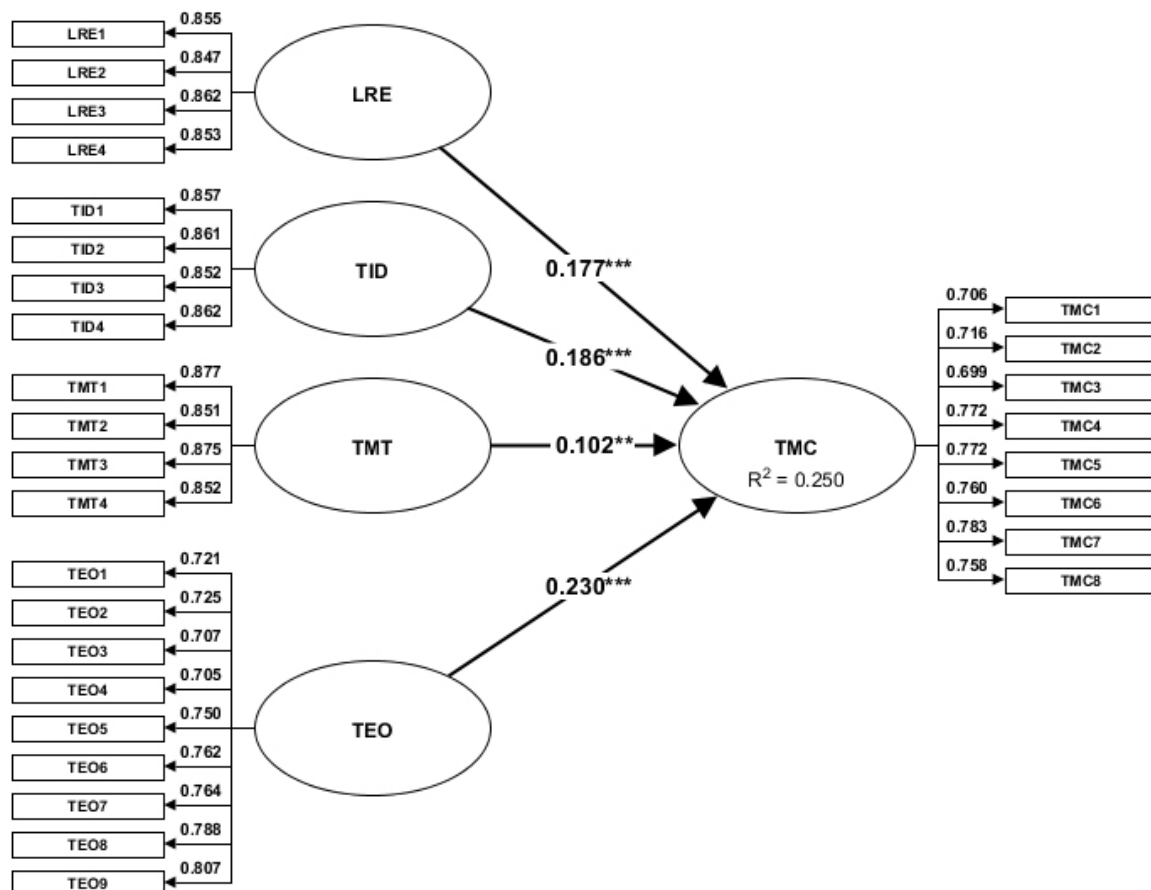 LRE1
0.855
LRE2
0.847
LRE3
0.862
LRE4
0.853
LRE
TID1
0.857
TID2
0.861
TID3
0.852
TID4
0.862
TID
TMT1
0.877
TMT2
0.851
TMT3
0.875
TMT4
0.852
TMT
TEO1
0.721
TEO2
0.725
TEO3
0.707
TEO4
0.705
TEO5
0.750
TEO6
0.762
TEO7
0.764
TEO8
0.788
TEO9
0.807
TEO
0.177***
0.186***
0.102**
0.230***
TMC
R² = 0.250
0.706
TMC1
0.716
TMC2
0.699
TMC3
0.772
TMC4
0.772
TMC5
0.760
TMC6
0.783
TMC7
0.758
TMC8